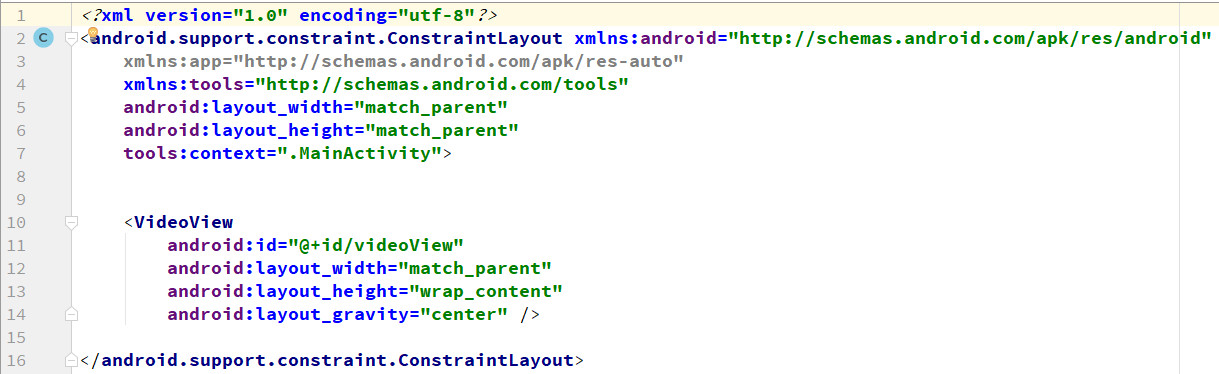 1 <?xml version="1.0" encoding="utf-8"?>
2 C <android.support.constraint.ConstraintLayout xmlns:android="http://schemas.android.com/apk/res/android"
3 xmlns:app="http://schemas.android.com/apk/res-auto"
4 xmlns:tools="http://schemas.android.com/tools"
5 android:layout_width="match_parent"
6 android:layout_height="match_parent"
7 tools:context=".MainActivity">
8
9
10 <VideoView
11 android:id="@+id/videoView"
12 android:layout_width="match_parent"
13 android:layout_height="wrap_content"
14 android:layout_gravity="center" />
15
16 </android.support.constraint.ConstraintLayout>